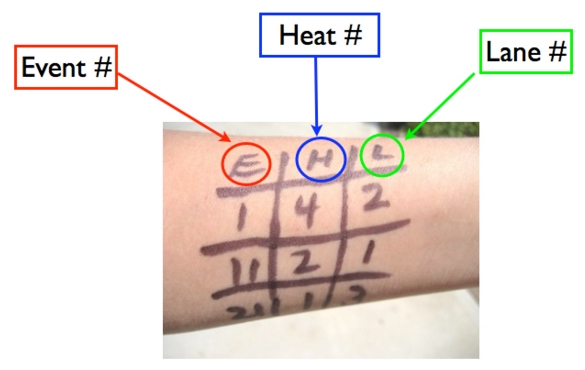 Heat #
Event #
Lane #
E H L
1 4 2
11 2 1